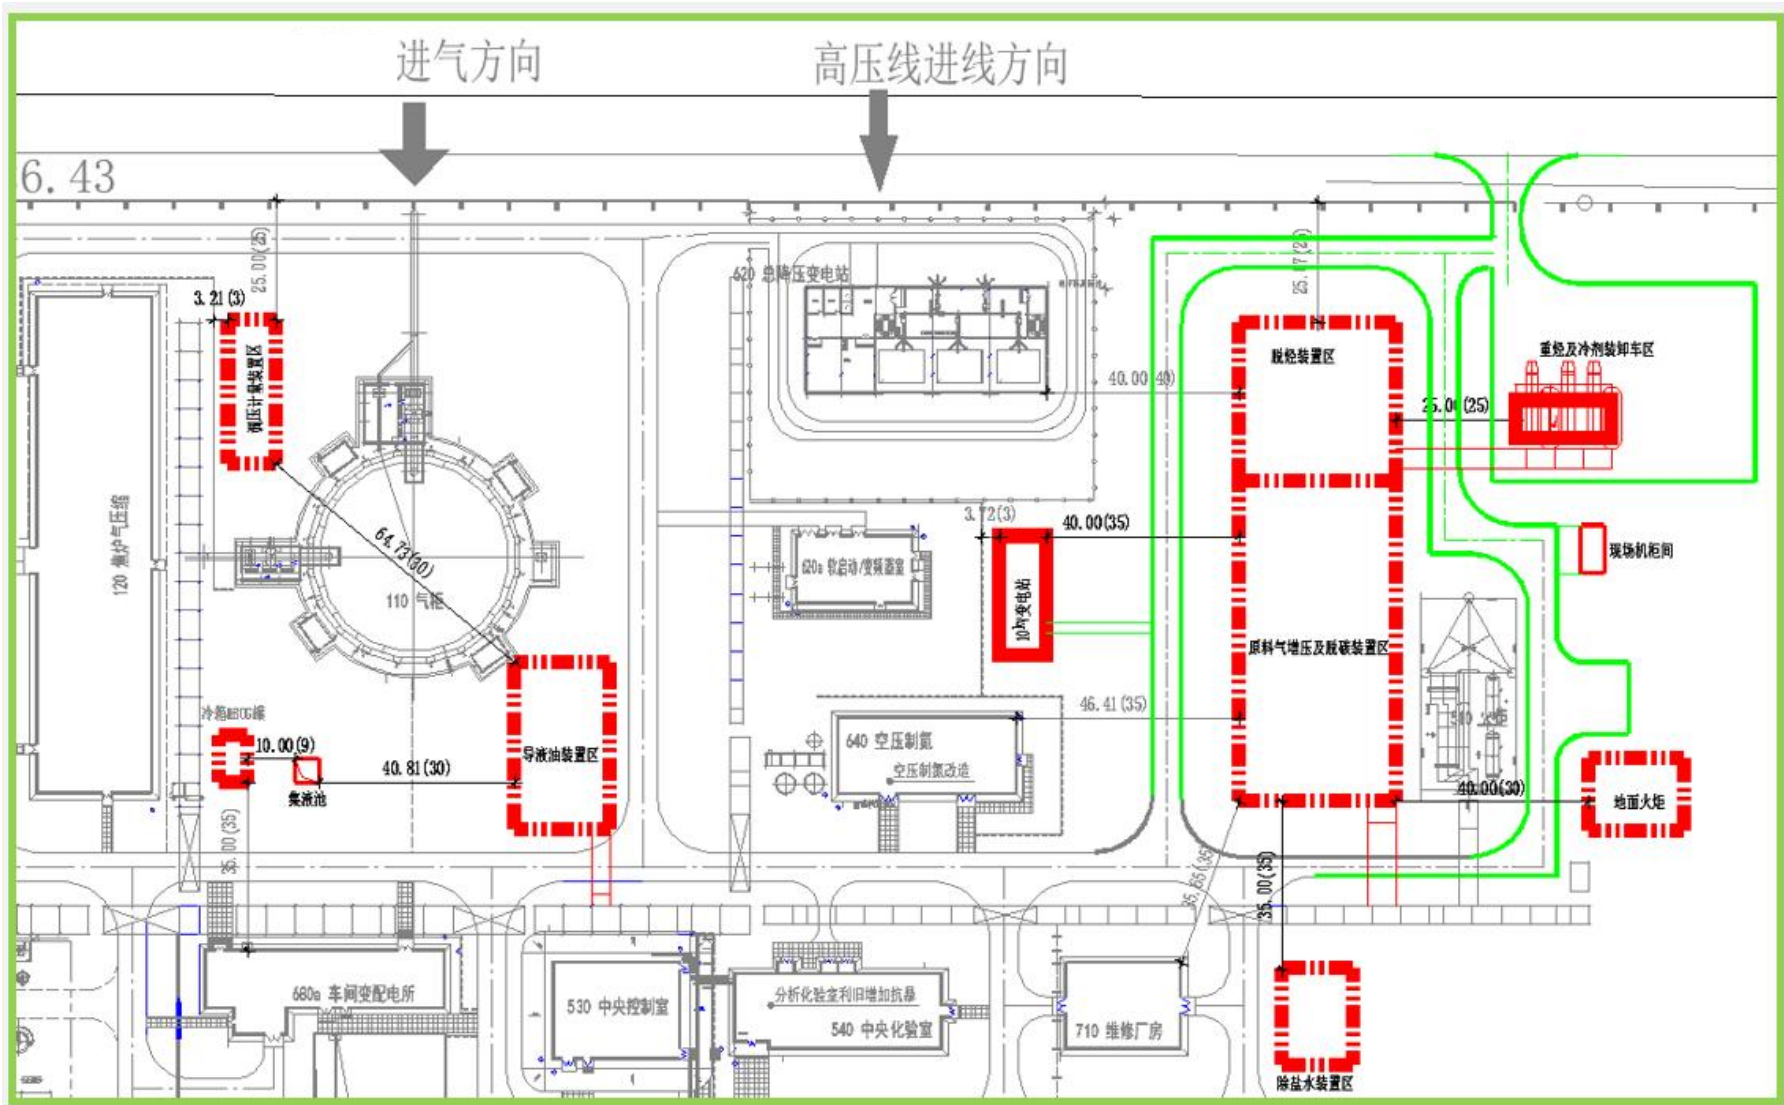 进气方向
高压线进线方向
6.43
25.00(25)
3.21(3)
调压计量装置区
120 焦炉气压缩
64.73(30)
110 气柜
620 总降压变电站
40.00(40)
脱烃装置区
重烃及冷剂装卸车区
25.00(25)
3.72(3)
40.00(35)
620a 软启动/变频器室
10kV变电站
现场机柜间
原料气增压及脱碳装置区
46.41(35)
640 空压制氮
空压制氮改造
10.00(9)
集液池
40.81(30)
导液油装置区
35.00(35)
40.00(30)
地面火炬
35.65(35)
35.00(35)
680a 车间变配电所
530 中央控制室
分析化验室利旧增加抗暴
540 中央化验室
710 维修厂房
除盐水装置区